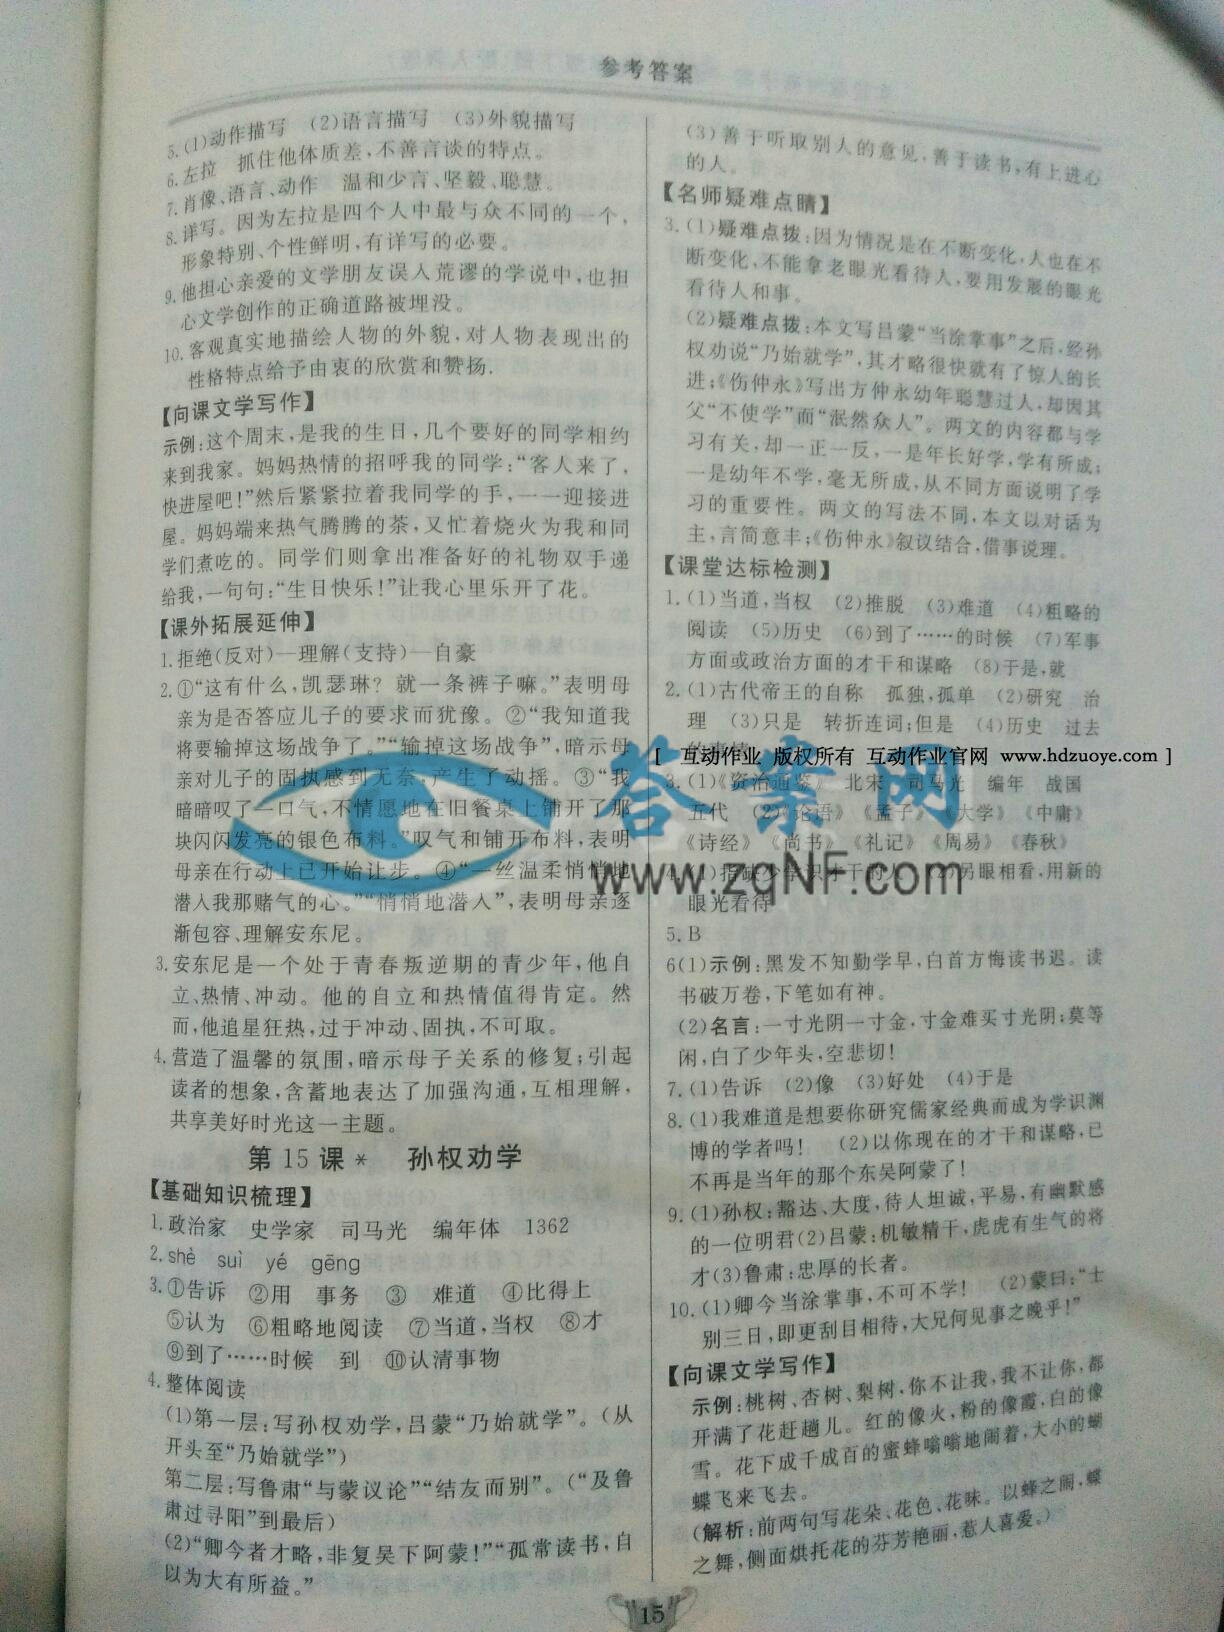 参考答案
5.(1)动作描写 (2)语言描写 (3)外貌描写
6.左拉 抓住他体质差,不善言谈的特点。
7.肖像、语言、动作 温和少言、坚毅、聪慧。
8.详写。因为左拉是四个人中最与众不同的一个,
形象特别、个性鲜明,有详写的必要。
9.他担心亲爱的文学朋友误人荒谬的学说中,也担
心文学创作的正确道路被埋没。
10.客观真实地描绘人物的外貌,对人物表现出的
性格特点给予由衷的欣赏和赞扬.
【向课文学写作】
示例:这个周末,是我的生日,几个要好的同学相约
来到我家。妈妈热情的招呼我的同学:“客人来了,
快进屋吧!”然后紧紧拉着我同学的手,一一迎接进
屋。妈妈端来热气腾腾的茶,又忙着烧火为我和同
学们煮吃的。同学们则拿出准备好的礼物双手递
给我,一句句:“生日快乐!”让我心里乐开了花。
【课外拓展延伸】
1.拒绝(反对)—理解(支持)—自豪
2.①“这有什么,凯瑟琳?就一条裤子嘛。”表明母
亲为是否答应儿子的要求而犹豫。②“我知道我
将要输掉这场战争了。”“输掉这场战争”,暗示母
亲对儿子的固执感到无奈,产生了动摇。③“我
暗暗叹了一口气,不情愿地在旧餐桌上铺开了那
块闪闪发亮的银色布料。”叹气和铺开布料,表明
母亲在行动上已开始让步。④“一丝温柔悄悄地
潜入我那赌气的心。”“悄悄地潜人”,表明母亲逐
渐包容、理解安东尼。
3.安东尼是一个处于青春叛逆期的青少年,他自
立、热情、冲动。他的自立和热情值得肯定。然
而,他追星狂热,过于冲动、固执,不可取。
4.营造了温馨的氛围,暗示母子关系的修复;引起
读者的想象,含蓄地表达了加强沟通,互相理解,
共享美好时光这一主题。
第15课* 孙权劝学
【基础知识梳理】
1.政治家 史学家 司马光 编年体 1362
2.shè suì yé gēng
3.①告诉 ②用 事务 ③ 难道 ④比得上
⑤认为 ⑥粗略地阅读 ⑦当道,当权 ⑧才
⑨到了……时候 到 ⑩认清事物
4.整体阅读
(1)第一层:写孙权劝学,吕蒙“乃始就学”。(从
开头至“乃始就学”)
第二层:写鲁肃“与蒙议论”“结友而别”。(“及鲁
肃过寻阳”到最后)
(2)“卿今者才略,非复吴下阿蒙!”“孤常读书,自
以为大有所益。”
(3)善于听取别人的意见,善于读书,有上进心
的人。
【名师疑难点睛】
3.(1)疑难点拨:因为情况是在不断变化,人也在不
断变化,不能拿老眼光看待人,要用发展的眼光
看待人和事。
(2)疑难点拨:本文写吕蒙“当涂掌事”之后,经孙
权劝说“乃始就学”,其才略很快就有了惊人的长
进;《伤仲永》写出方仲永幼年聪慧过人,却因其
父“不使学”而“泯然众人”。两文的内容都与学
习有关,却一正一反,一是年长好学,学有所成;
一是幼年不学,毫无所成,从不同方面说明了学
习的重要性。两文的写法不同,本文以对话为
主,言简意丰;《伤仲永》叙议结合,借事说理。
【课堂达标检测】
1.(1)当道,当权 (2)推脱 (3)难道 (4)粗略的
阅读 (5)历史 (6)到了……的时候 (7)军事
方面或政治方面的才干和谋略 (8)于是,就
2.(1)古代帝王的自称 孤独,孤单 (2)研究 治
理 (3)只是 转折连词;但是 (4)历史 过去
[ 互动作业 版权所有 互动作业官网 www.hdzuoye.com ]
3.(1)《资治通鉴》 北宋 司马光 编年 战国
五代 (2)《论语》《孟子》《大学》《中庸》
《诗经》《尚书》《礼记》《周易》《春秋》
4.(1)指缺少学识才干的人 (2)另眼相看,用新的
眼光看待
答案网
www.zqNF.com
5.B
6(1)示例:黑发不知勤学早,白首方悔读书迟。读
书破万卷,下笔如有神。
(2)名言:一寸光阴一寸金,寸金难买寸光阴;莫等
闲,白了少年头,空悲切!
7.(1)告诉 (2)像 (3)好处 (4)于是
8.(1)我难道是想要你研究儒家经典而成为学识渊
博的学者吗! (2)以你现在的才干和谋略,已
不再是当年的那个东吴阿蒙了!
9.(1)孙权:豁达、大度,待人坦诚,平易,有幽默感
的一位明君(2)吕蒙:机敏精干,虎虎有生气的将
才(3)鲁肃:忠厚的长者。
10.(1)卿今当涂掌事,不可不学! (2)蒙曰:“士
别三日,即更刮目相待,大兄何见事之晚乎!”
【向课文学写作】
示例:桃树、杏树、梨树,你不让我,我不让你,都
开满了花赶趟儿。红的像火,粉的像霞,白的像
雪。花下成千成百的蜜蜂嗡嗡地闹着,大小的蝴
蝶飞来飞去。
(解析:前两句写花朵、花色、花味。以蜂之闹,蝶
之舞,侧面烘托花的芬芳艳丽,惹人喜爱。)
15